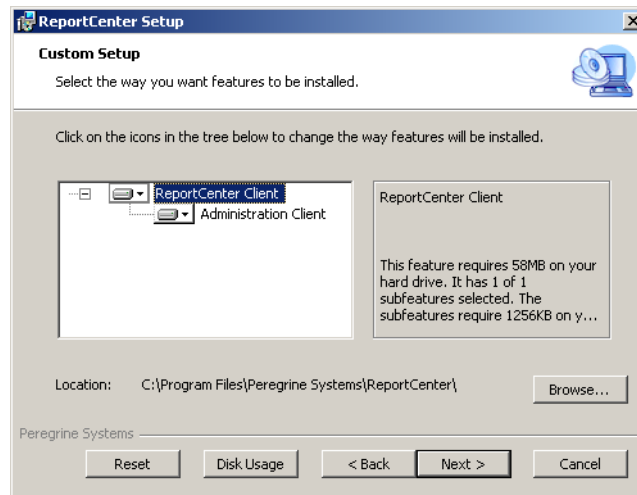 ReportCenter Setup
Custom Setup
Select the way you want features to be installed.
Click on the icons in the tree below to change the way features will be installed.
ReportCenter Client
Administration Client
ReportCenter Client
This feature requires 58MB on your
hard drive. It has 1 of 1
subfeatures selected. The
subfeatures require 1256KB on y...
Location: C:\Program Files\Peregrine Systems\ReportCenter\
Browse...
Peregrine Systems
Reset Disk Usage < Back Next > Cancel